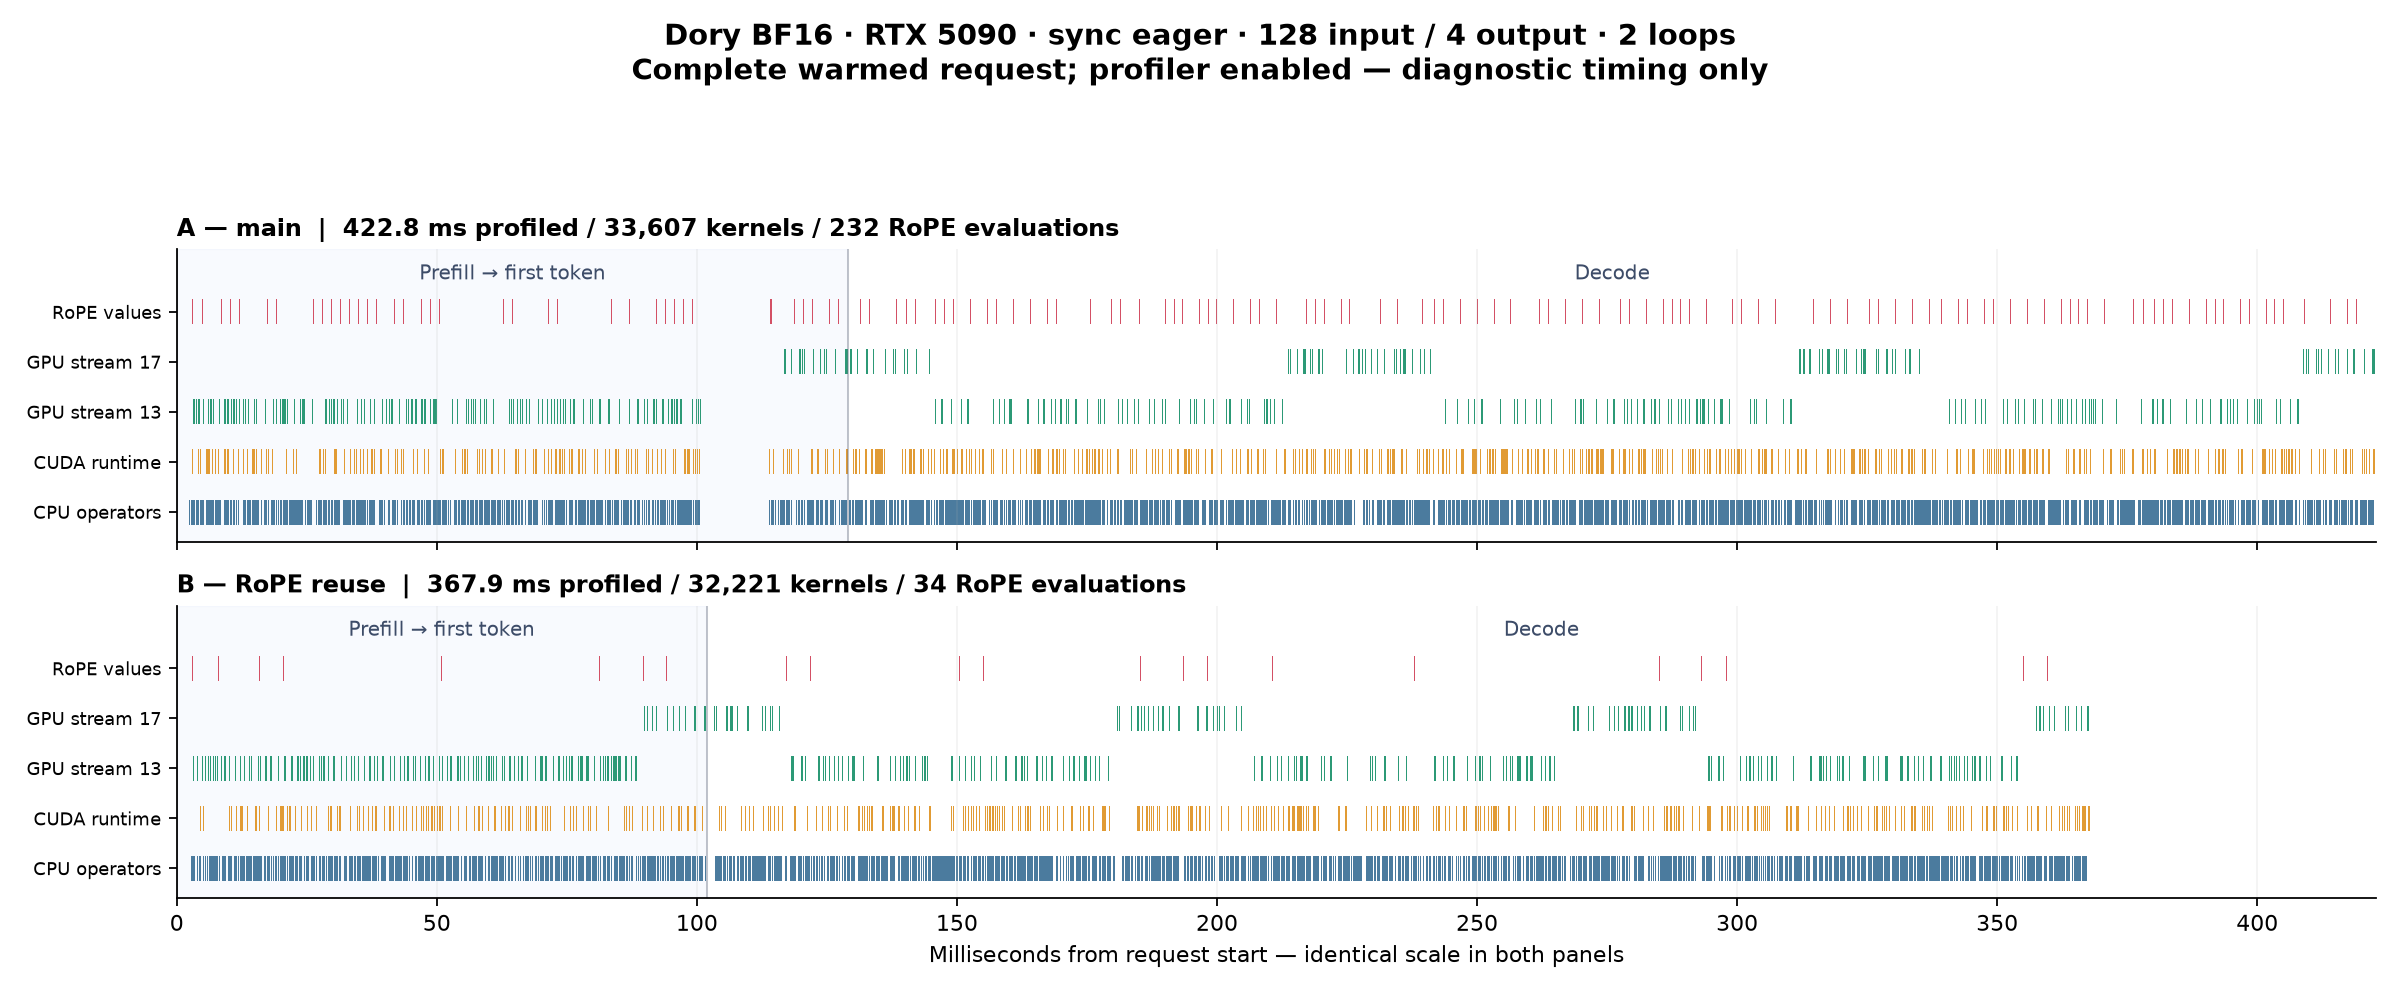 Dory BF16 · RTX 5090 · sync eager · 128 input / 4 output · 2 loops
Complete warmed request; profiler enabled — diagnostic timing only
A — main | 422.8 ms profiled / 33,607 kernels / 232 RoPE evaluations
Prefill → first token
Decode
RoPE values
GPU stream 17
GPU stream 13
CUDA runtime
CPU operators
B — RoPE reuse | 367.9 ms profiled / 32,221 kernels / 34 RoPE evaluations
Prefill → first token
Decode
RoPE values
GPU stream 17
GPU stream 13
CUDA runtime
CPU operators
0 50 100 150 200 250 300 350 400
Milliseconds from request start — identical scale in both panels